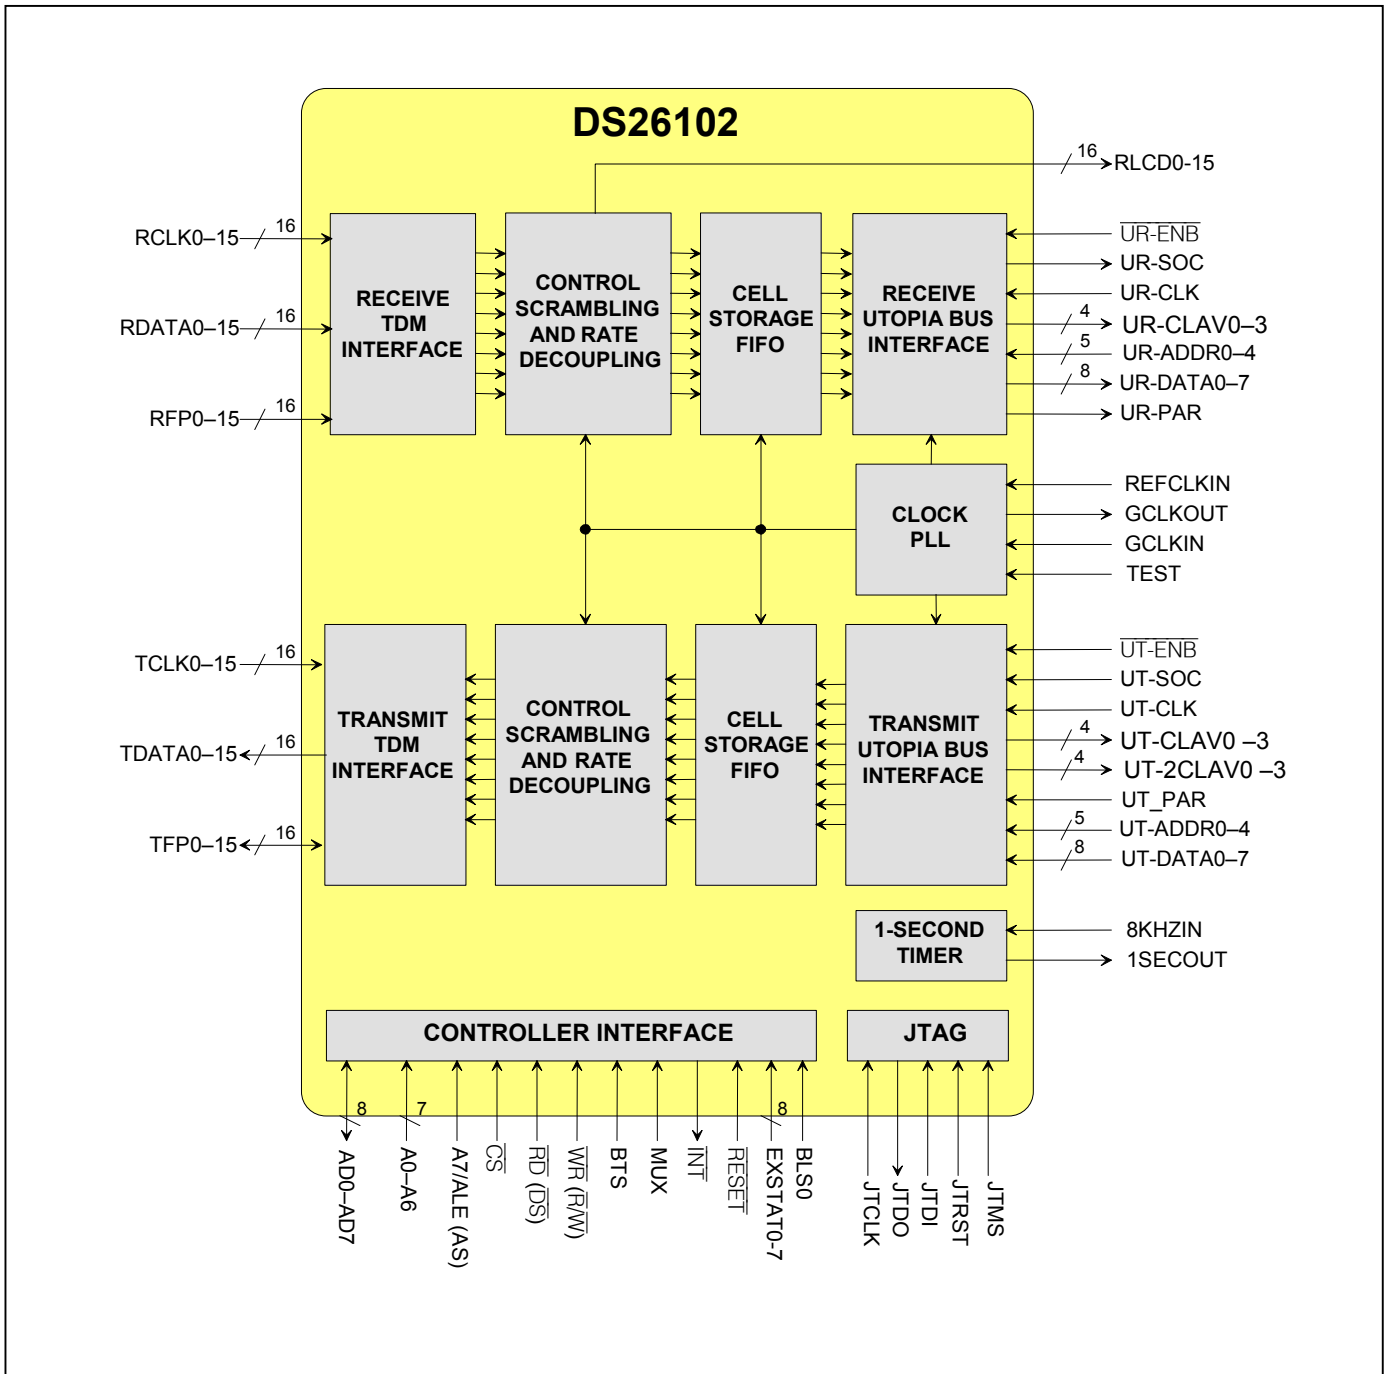 DS26102
16
RLCD0-15
RCLK0–15
16
RDATA0–15
16
RFP0–15
16
RECEIVE
TDM
INTERFACE
CONTROL
SCRAMBLING
AND RATE
DECOUPLING
CELL
STORAGE
FIFO
RECEIVE
UTOPIA BUS
INTERFACE
UR-ENB
UR-SOC
UR-CLK
4
UR-CLAV0–3
5
UR-ADDR0–4
8
UR-DATA0–7
UR-PAR
CLOCK
PLL
REFCLKIN
GCLKOUT
GCLKIN
TEST
TCLK0–15
16
TDATA0–15
16
TFP0–15
16
TRANSMIT
TDM
INTERFACE
CONTROL
SCRAMBLING
AND RATE
DECOUPLING
CELL
STORAGE
FIFO
TRANSMIT
UTOPIA BUS
INTERFACE
UT-ENB
UT-SOC
UT-CLK
4
UT-CLAV0 –3
4
UT-2CLAV0 –3
UT_PAR
5
UT-ADDR0–4
8
UT-DATA0–7
1-SECOND
TIMER
8KHZIN
1SECOUT
CONTROLLER INTERFACE
JTAG
8
7
8
AD0–AD7
A0–A6
A7/ALE (AS)
CS
RD (DS)
WR (R/W)
BTS
MUX
INT
RESET
EXSTAT0-7
BLS0
JTCLK
JTDO
JTDI
JTRST
JTMS